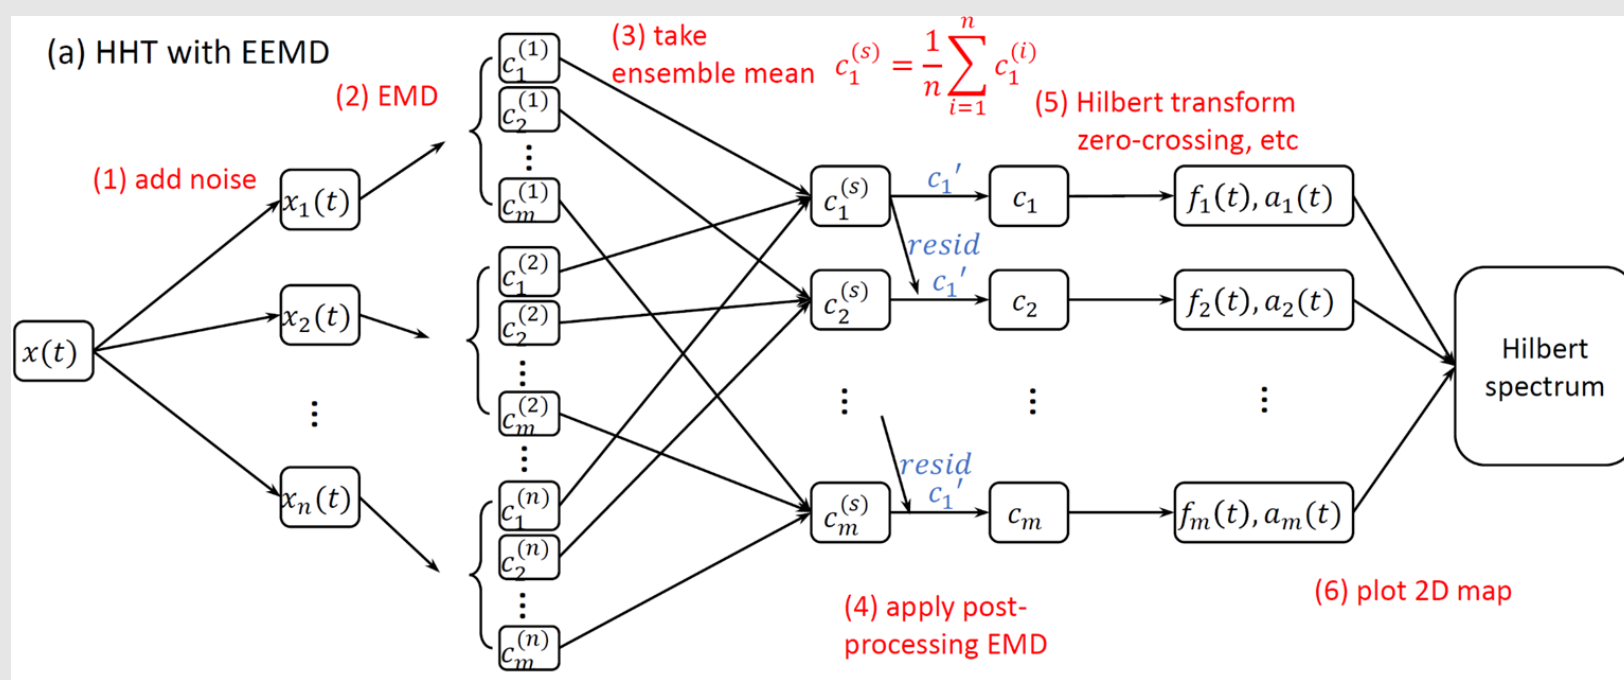 (a) HHT with EEMD
(1) add noise
(2) EMD
(3) take
ensemble mean
c₁⁽ˢ⁾ = 1/n ∑ᵢ₌₁ⁿ c₁⁽ⁱ⁾
(5) Hilbert transform
zero-crossing, etc
x(t)
x₁(t)
x₂(t)
⋮
xₙ(t)
c₁⁽¹⁾
c₂⁽¹⁾
⋮
cₘ⁽¹⁾
c₁⁽²⁾
c₂⁽²⁾
⋮
cₘ⁽²⁾
⋮
c₁⁽ⁿ⁾
c₂⁽ⁿ⁾
⋮
cₘ⁽ⁿ⁾
c₁⁽ˢ⁾
c₁′
c₁
f₁(t), a₁(t)
resid
c₂⁽ˢ⁾
c₁′
c₂
f₂(t), a₂(t)
⋮
⋮
⋮
resid
cₘ⁽ˢ⁾
c₁′
cₘ
fₘ(t), aₘ(t)
Hilbert
spectrum
(4) apply post-
processing EMD
(6) plot 2D map